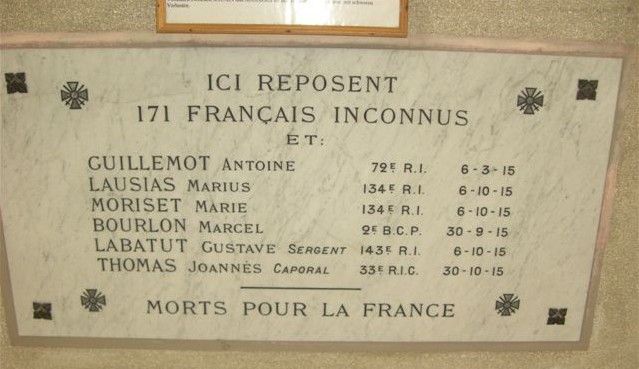 ICI REPOSENT
171 FRANÇAIS INCONNUS
ET:
GUILLEMOT ANTOINE 72E R.I. 6-3-15
LAUSIAS MARIUS 134E R.I. 6-10-15
MORISET MARIE 134E R.I. 6-10-15
BOURLON MARCEL 2E B.C.P. 30-9-15
LABATUT GUSTAVE SERGENT 143E R.I. 6-10-15
THOMAS JOANNÈS CAPORAL 33E R.I.C. 30-10-15
MORTS POUR LA FRANCE